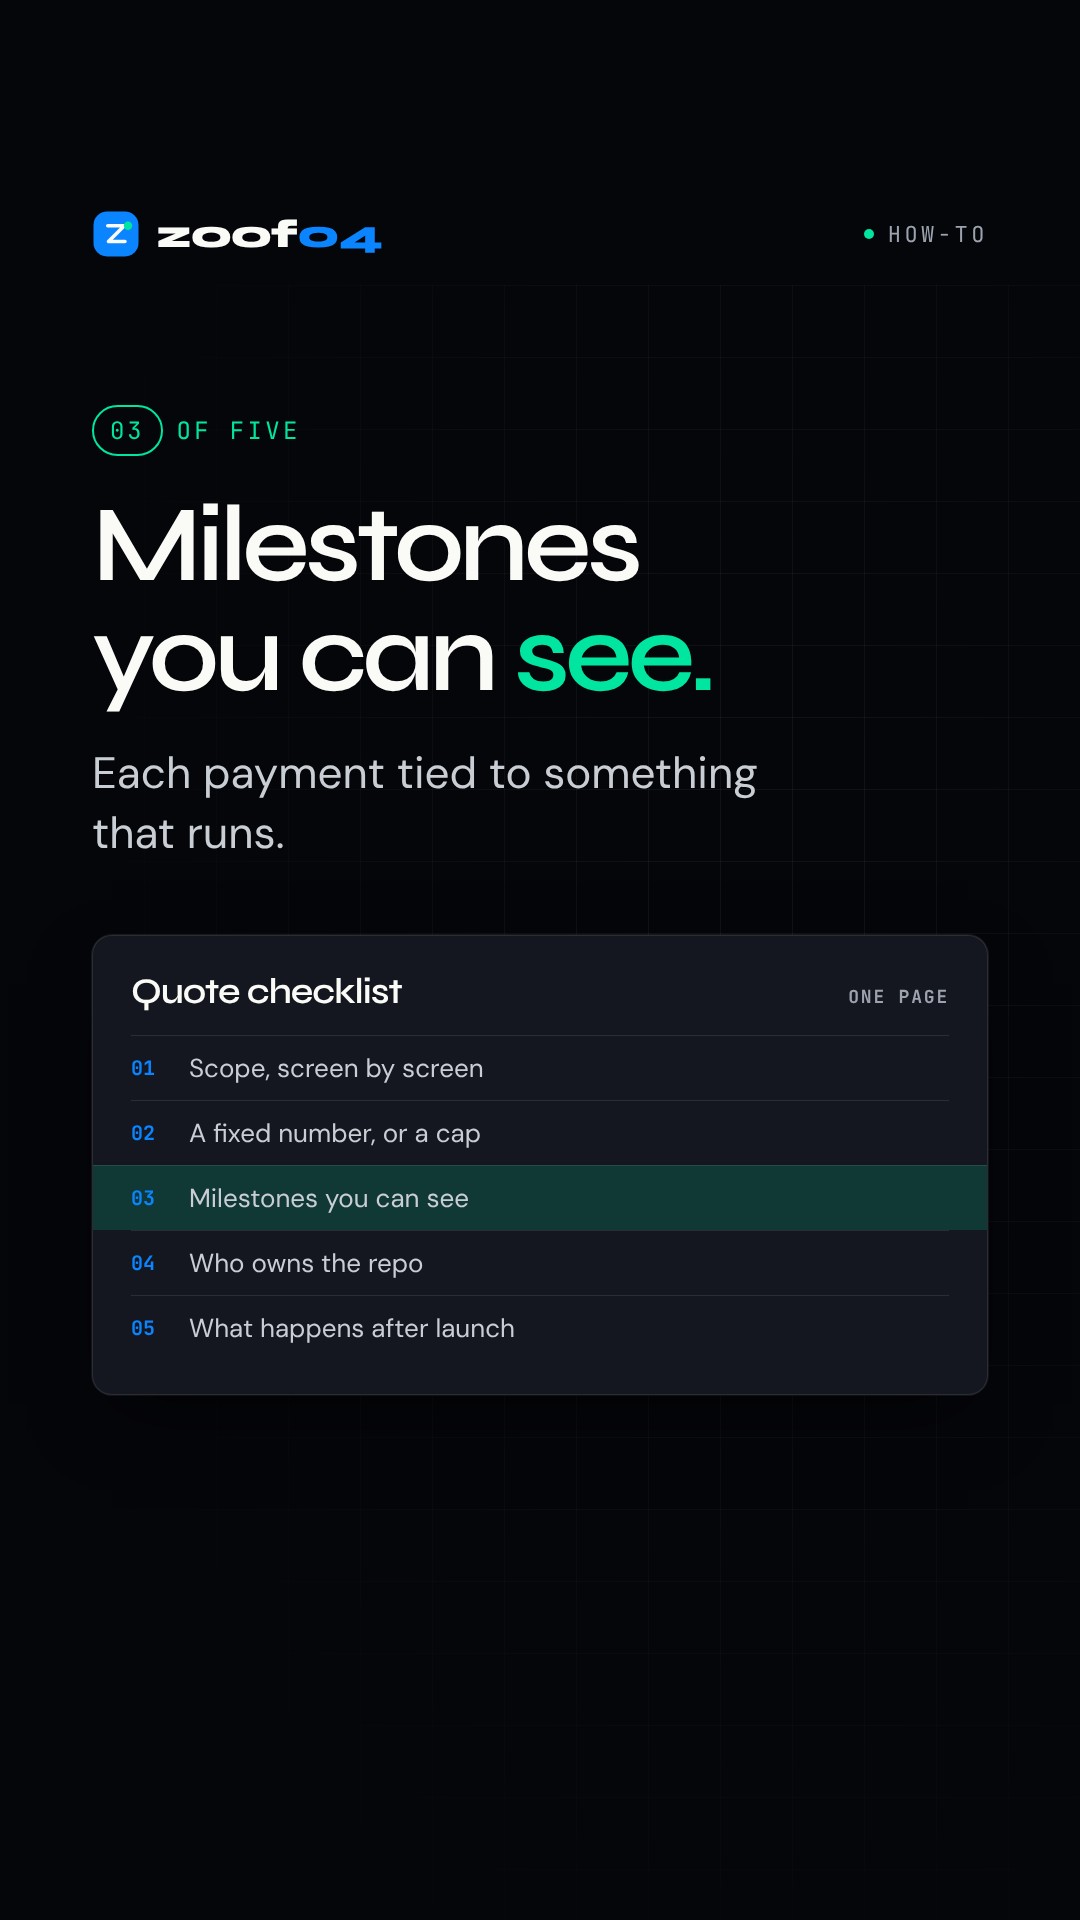 Z zoof04
HOW-TO
03 OF FIVE
Milestones
you can see.
Each payment tied to something
that runs.
Quote checklist
ONE PAGE
01 Scope, screen by screen
02 A fixed number, or a cap
03 Milestones you can see
04 Who owns the repo
05 What happens after launch